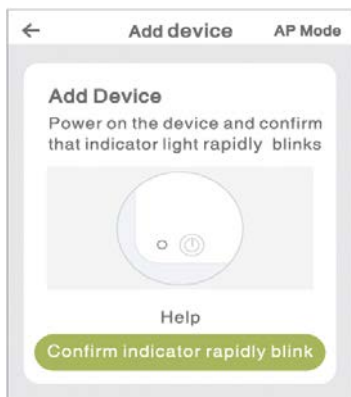 Add device AP Mode
Add Device
Power on the device and confirm
that indicator light rapidly blinks
Help
Confirm indicator rapidly blink